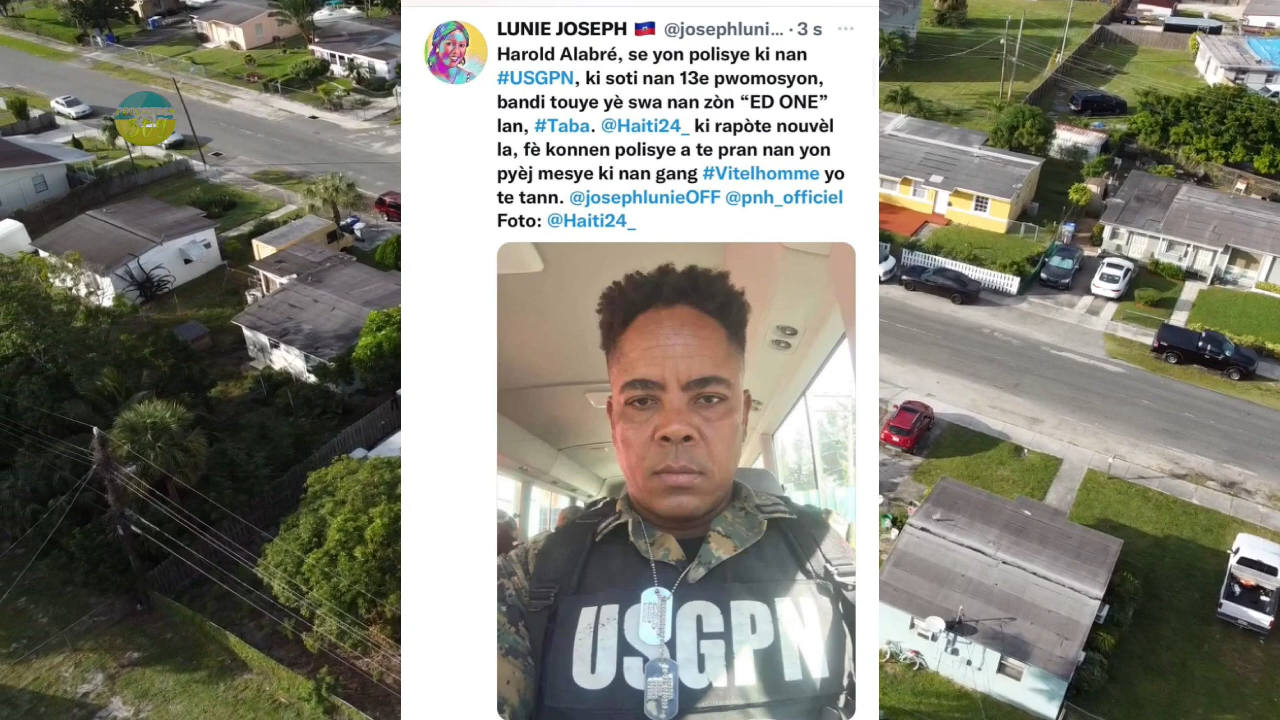 LUNIE JOSEPH 🇭🇹 @josephluni... · 3 s
Harold Alabré, se yon polisye ki nan
#USGPN, ki soti nan 13e pwomosyon,
bandi touye yè swa nan zòn “ED ONE”
lan, #Taba. @Haiti24_ ki rapòte nouvèl
la, fè konnen polisye a te pran nan yon
pyèj mesye ki nan gang #Vitelhomme yo
te tann. @josephlunieOFF @pnh_officiel
Foto: @Haiti24_
USGPN